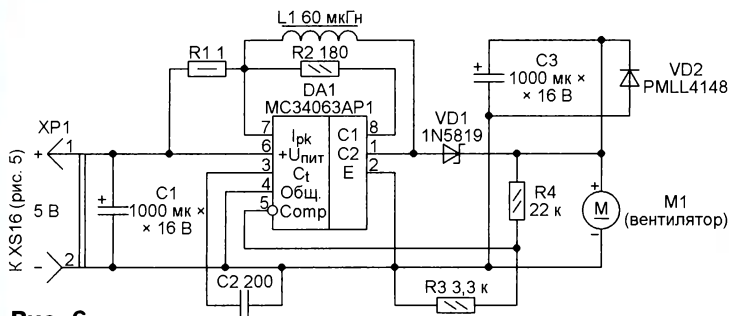 L1 60 мкГн
R1 1
R2 180
DA1
MC34063AP1
C3
1000 мк ×
× 16 В
VD2
PMLL4148
XP1
7
Ipk
C1
8
6
+Uпит
C2
1
3
Ct
E
2
4
Общ.
5
Comp
VD1
1N5819
К XS16 (рис. 5)
+
1
5 В
−
2
+
C1
1000 мк ×
× 16 В
+
R4
22 к
+
M
−
M1
(вентилятор)
C2 200
R3 3,3 к